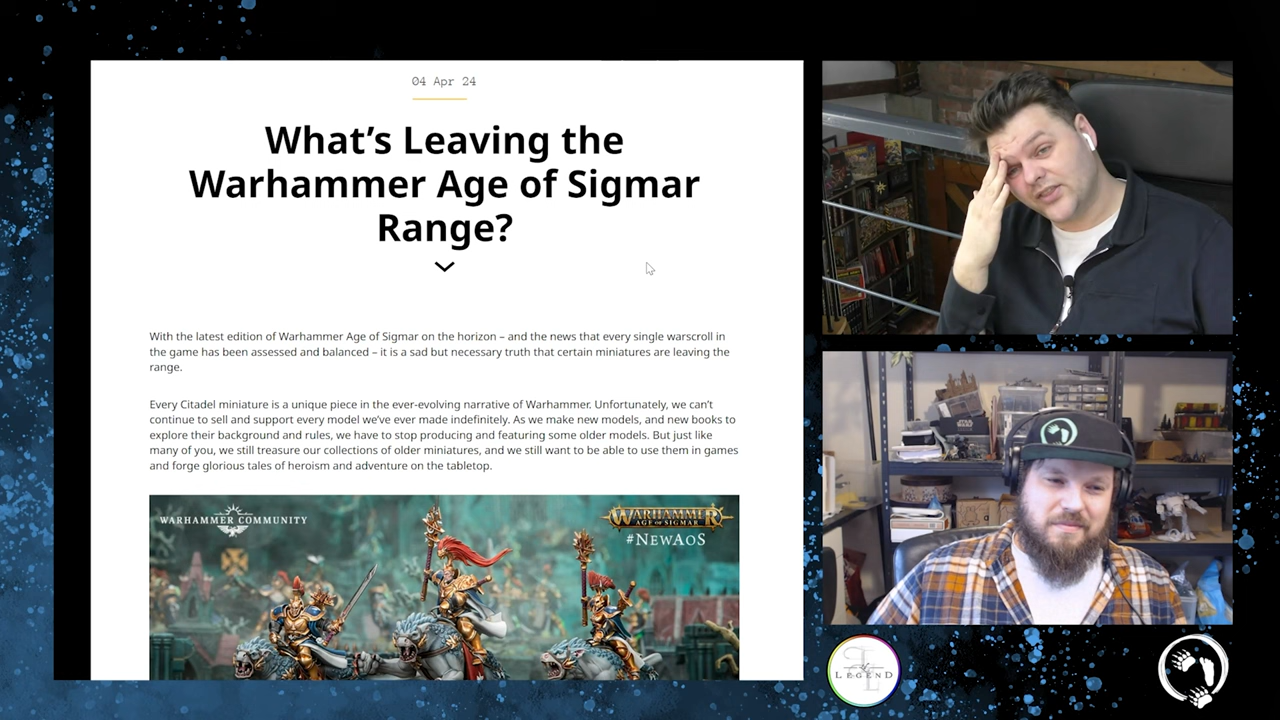 04 Apr 24
What’s Leaving the
Warhammer Age of Sigmar
Range?
With the latest edition of Warhammer Age of Sigmar on the horizon – and the news that every single warscroll in
the game has been assessed and balanced – it is a sad but necessary truth that certain miniatures are leaving the
range.
Every Citadel miniature is a unique piece in the ever-evolving narrative of Warhammer. Unfortunately, we can’t
continue to sell and support every model we’ve ever made indefinitely. As we make new models, and new books to
explore their background and rules, we have to stop producing and featuring some older models. But just like
many of you, we still treasure our collections of older miniatures, and we still want to be able to use them in games
and forge glorious tales of heroism and adventure on the tabletop.
WARHAMMER COMMUNITY
WARHAMMER
AGE OF SIGMAR
#NEWAOS
LEGEND